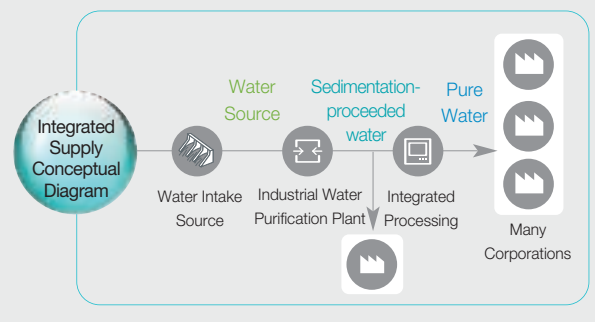 Integrated
Supply
Conceptual
Diagram
Water
Source
Sedimentation-
proceeded
water
Pure
Water
Water Intake
Source
Industrial Water
Purification Plant
Integrated
Processing
Many
Corporations